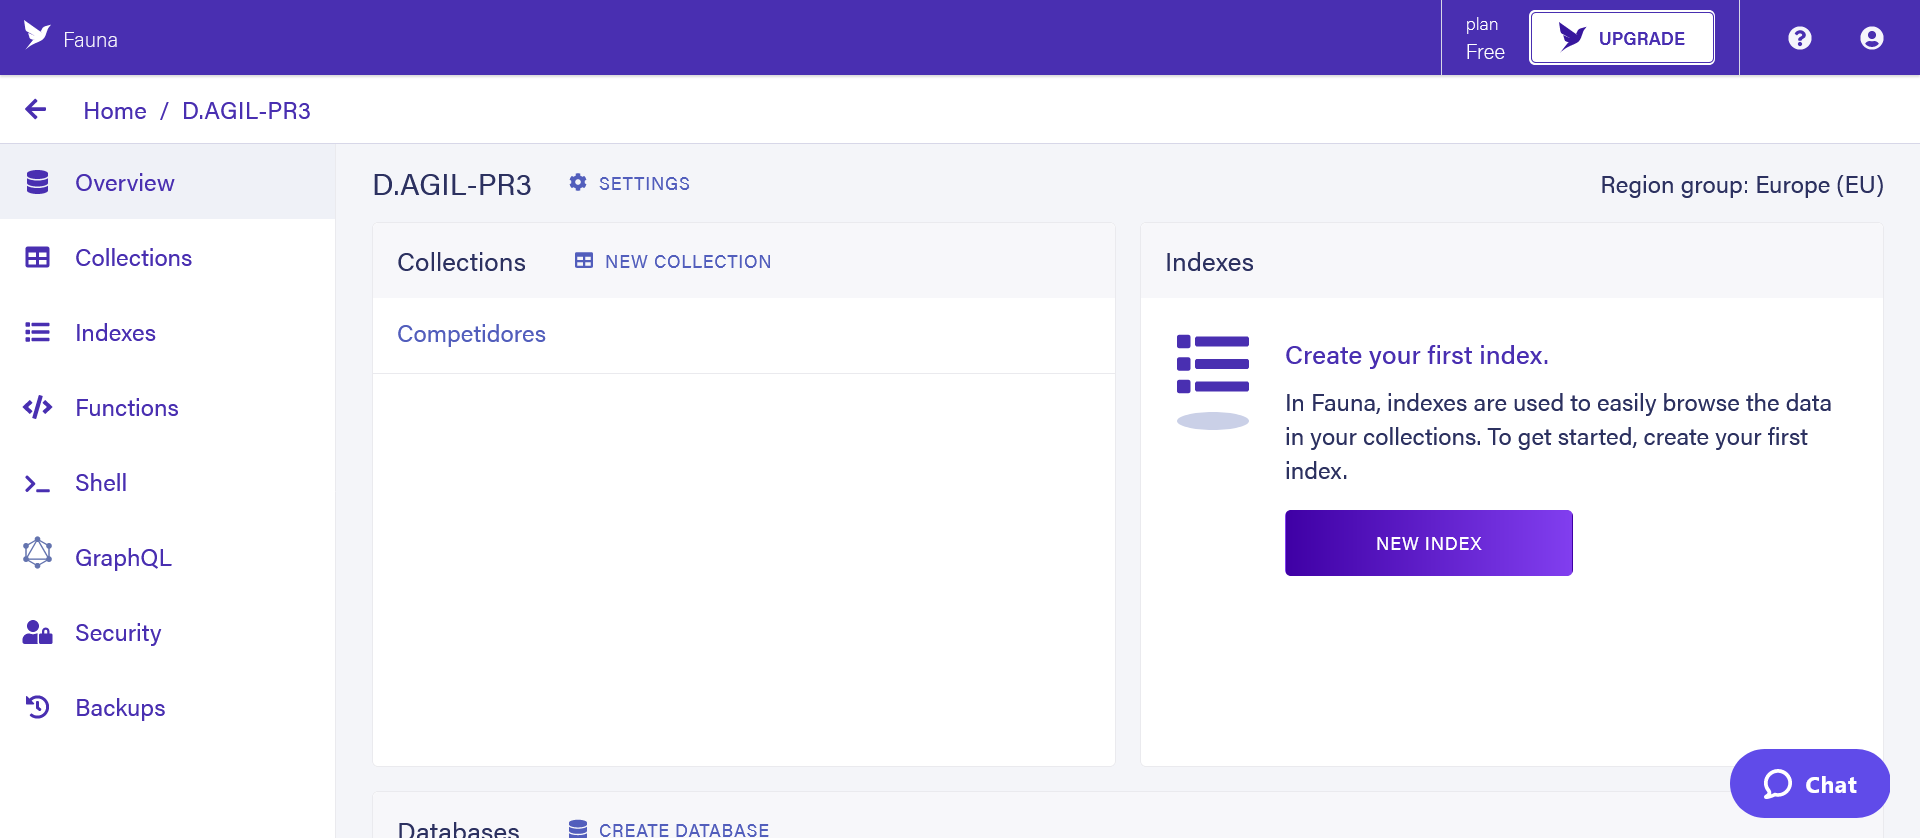 Fauna
plan
Free
UPGRADE
Home / D.AGIL-PR3
Overview
Collections
Indexes
Functions
Shell
GraphQL
Security
Backups
D.AGIL-PR3
SETTINGS
Region group: Europe (EU)
Collections
NEW COLLECTION
Competidores
Indexes
Create your first index.
In Fauna, indexes are used to easily browse the data
in your collections. To get started, create your first
index.
NEW INDEX
Chat
Databases
CREATE DATABASE